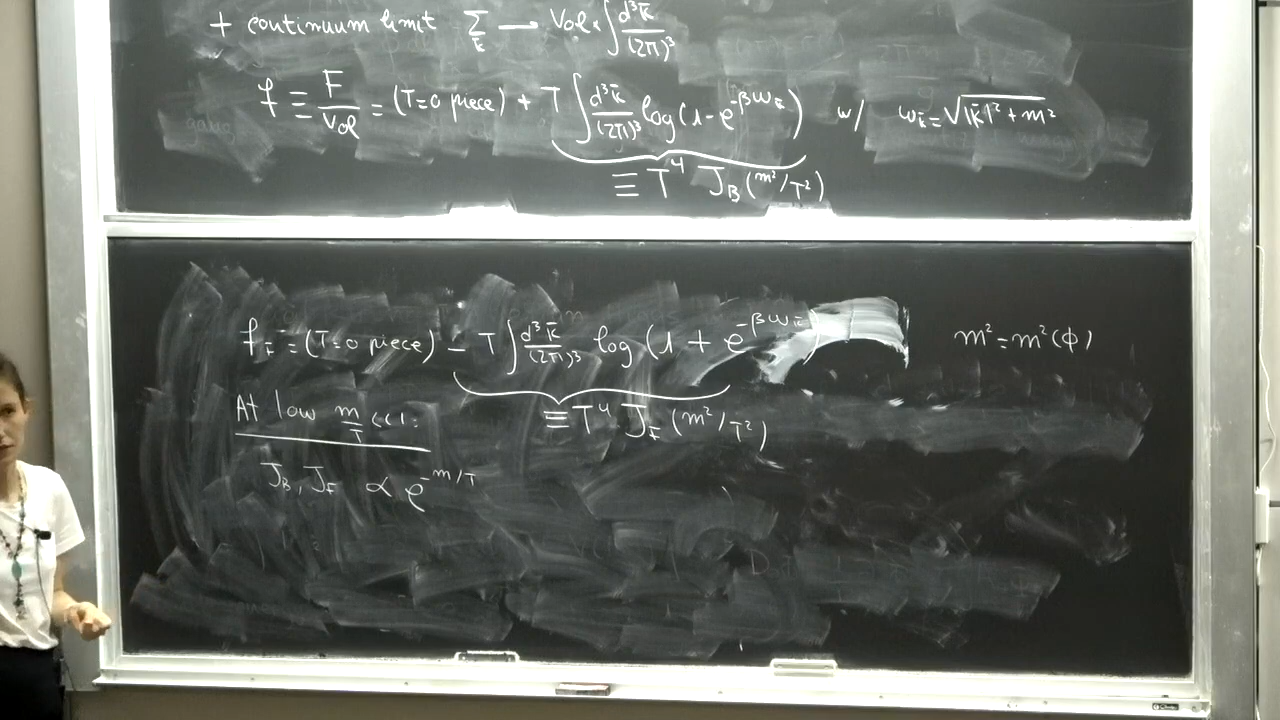 + continuum limit ∑_k̄ → Vol × ∫ d³k̄/(2π)³
f ≡ F/Vol = (T=0 piece) + T ∫ d³k̄/(2π)³ log(1 - e^{-βω_k̄}) w/ ω_k̄ = √(|k̄|² + m²)
≡ T⁴ J_B (m²/T²)
f_F = (T=0 piece) - T ∫ d³k̄/(2π)³ log (1 + e^{-βω_k̄}) m² = m²(ϕ)
≡ T⁴ J_F (m²/T²)
At low m/T <<1:
J_B, J_F ∝ e^{-m/T}